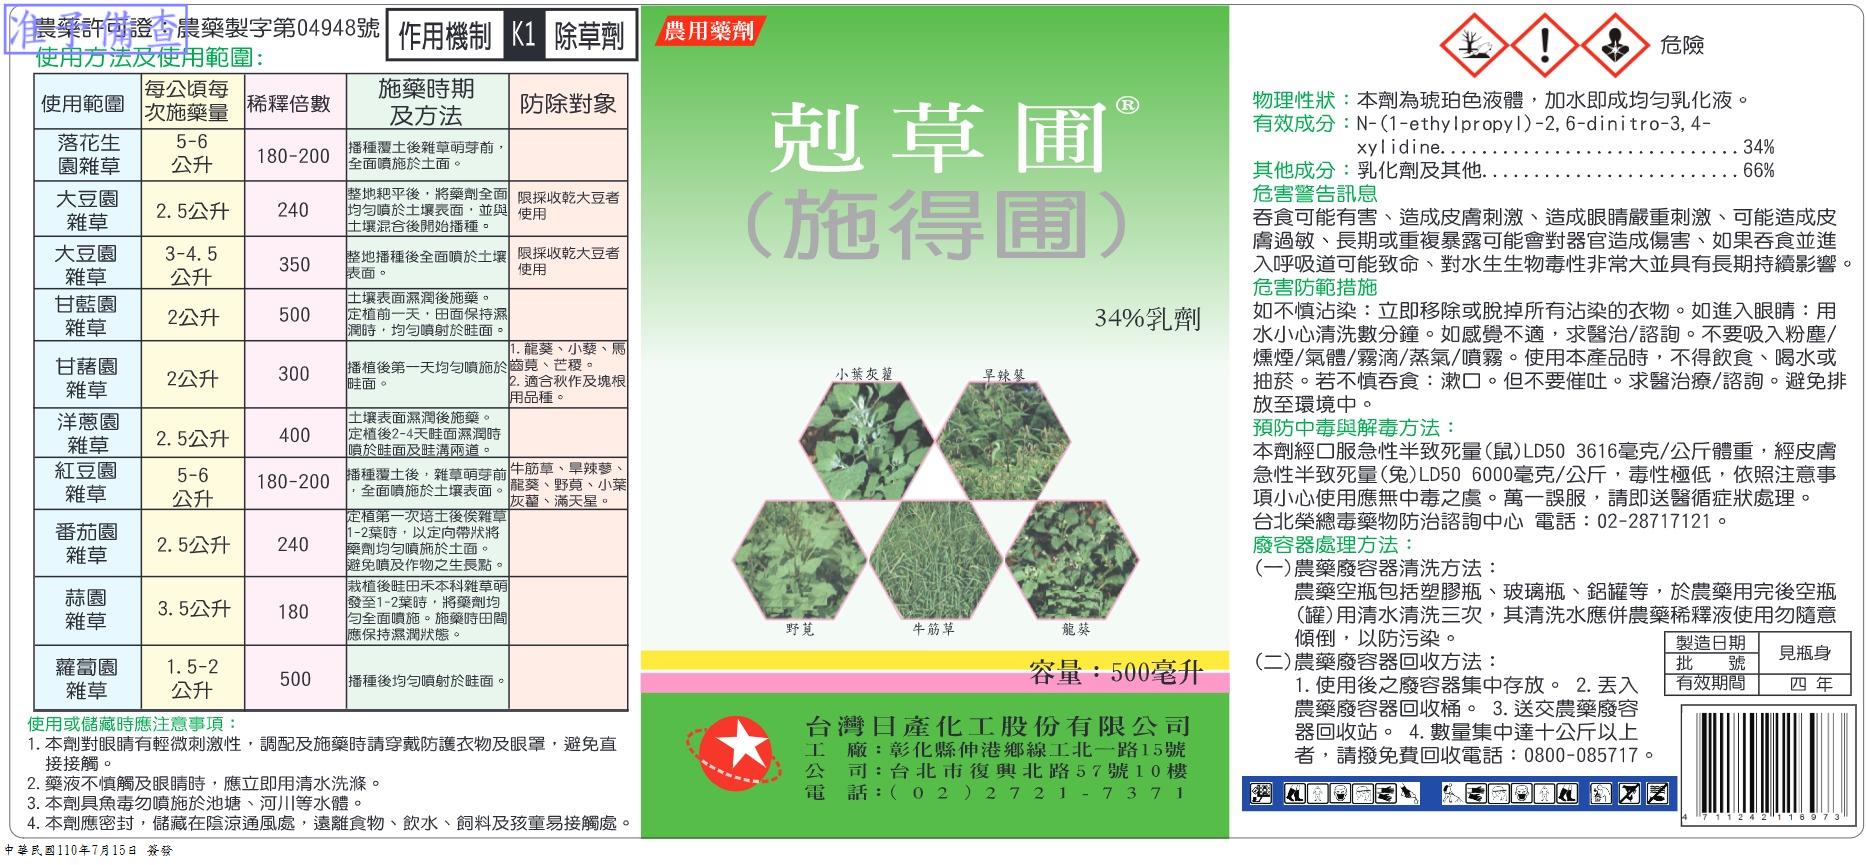 准予備查
農藥許可證：農藥製字第04948號
作用機制 K1 除草劑
使用方法及使用範圍：
使用範圍 每公頃每次施藥量 稀釋倍數 施藥時期及方法 防除對象
落花生園雜草 5-6公升 180-200 播種覆土後雜草萌芽前，全面噴施於土面。
大豆園雜草 2.5公升 240 整地耙平後，將藥劑全面均勻噴於土壤表面，並與土壤混合後開始播種。 限採收乾大豆者使用
大豆園雜草 3-4.5公升 350 整地播種後全面噴於土壤表面。 限採收乾大豆者使用
甘藍園雜草 2公升 500 土壤表面濕潤後施藥。定植前一天，田面保持濕潤時，均勻噴射於畦面。
甘藷園雜草 2公升 300 播植後第一天均勻噴施於畦面。 1.龍葵、小藜、馬齒莧、芒稷。2.適合秋作及塊根用品種。
洋蔥園雜草 2.5公升 400 土壤表面濕潤後施藥。定植後2-4天畦面濕潤時噴於畦面及畦溝兩道。
紅豆園雜草 5-6公升 180-200 播種覆土後，雜草萌芽前，全面噴施於土壤表面。 牛筋草、旱辣蓼、龍葵、野莧、小葉灰藋、滿天星。
番茄園雜草 2.5公升 240 定植第一次培土後俟雜草1-2葉時，以定向帶狀將藥劑均勻噴施於土面。避免噴及作物之生長點。
蒜園雜草 3.5公升 180 栽植後畦田禾本科雜草萌發至1-2葉時，將藥劑均勻全面噴施。施藥時田間應保持濕潤狀態。
蘿蔔園雜草 1.5-2公升 500 播種後均勻噴射於畦面。
使用或儲藏時應注意事項：
1.本劑對眼睛有輕微刺激性，調配及施藥時請穿戴防護衣物及眼罩，避免直
接接觸。
2.藥液不慎觸及眼睛時，應立即用清水洗滌。
3.本劑具魚毒勿噴施於池塘、河川等水體。
4.本劑應密封，儲藏在陰涼通風處，遠離食物、飲水、飼料及孩童易接觸處。
中華民國110年7月15日 簽發
農用藥劑
剋草圃®
(施得圃)
34%乳劑
小葉灰藋 旱辣蓼
野莧 牛筋草 龍葵
容量：500毫升
台灣日產化工股份有限公司
工 廠：彰化縣伸港鄉線工北一路15號
公 司：台北市復興北路57號10樓
電 話：(02)2721-7371
危險
物理性狀：本劑為琥珀色液體，加水即成均勻乳化液。
有效成分：N-(1-ethylpropyl)-2,6-dinitro-3,4-
xylidine............................34%
其他成分：乳化劑及其他.........................66%
危害警告訊息
吞食可能有害、造成皮膚刺激、造成眼睛嚴重刺激、可能造成皮
膚過敏、長期或重複暴露可能會對器官造成傷害、如果吞食並進
入呼吸道可能致命、對水生生物毒性非常大並具有長期持續影響。
危害防範措施
如不慎沾染：立即移除或脫掉所有沾染的衣物。如進入眼睛：用
水小心清洗數分鐘。如感覺不適，求醫治/諮詢。不要吸入粉塵/
燻煙/氣體/霧滴/蒸氣/噴霧。使用本產品時，不得飲食、喝水或
抽菸。若不慎吞食：漱口。但不要催吐。求醫治療/諮詢。避免排
放至環境中。
預防中毒與解毒方法：
本劑經口服急性半致死量(鼠)LD50 3616毫克/公斤體重，經皮膚
急性半致死量(兔)LD50 6000毫克/公斤，毒性極低，依照注意事
項小心使用應無中毒之虞。萬一誤服，請即送醫循症狀處理。
台北榮總毒藥物防治諮詢中心 電話：02-28717121。
廢容器處理方法：
(一)農藥廢容器清洗方法：
農藥空瓶包括塑膠瓶、玻璃瓶、鋁罐等，於農藥用完後空瓶
(罐)用清水清洗三次，其清洗水應併農藥稀釋液使用勿隨意
傾倒，以防污染。
(二)農藥廢容器回收方法：
1.使用後之廢容器集中存放。 2.丟入
農藥廢容器回收桶。 3.送交農藥廢容
器回收站。 4.數量集中達十公斤以上
者，請撥免費回收電話：0800-085717。
製造日期 見瓶身
批 號
有效期間 四 年
4 711242 116973